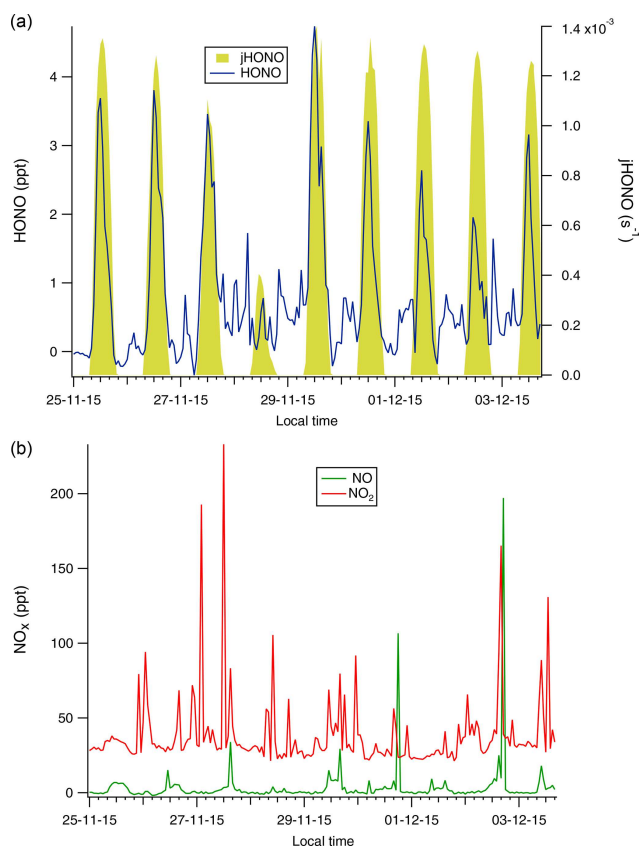 (a)
jHONO
HONO
HONO (ppt)
4
3
2
1
0
1.4 x10⁻³
1.2
1.0
0.8
0.6
0.4
0.2
0.0
jHONO (s⁻¹)
25-11-15
27-11-15
29-11-15
01-12-15
03-12-15
Local time
(b)
NO
NO₂
NOₓ (ppt)
200
150
100
50
0
25-11-15
27-11-15
29-11-15
01-12-15
03-12-15
Local time